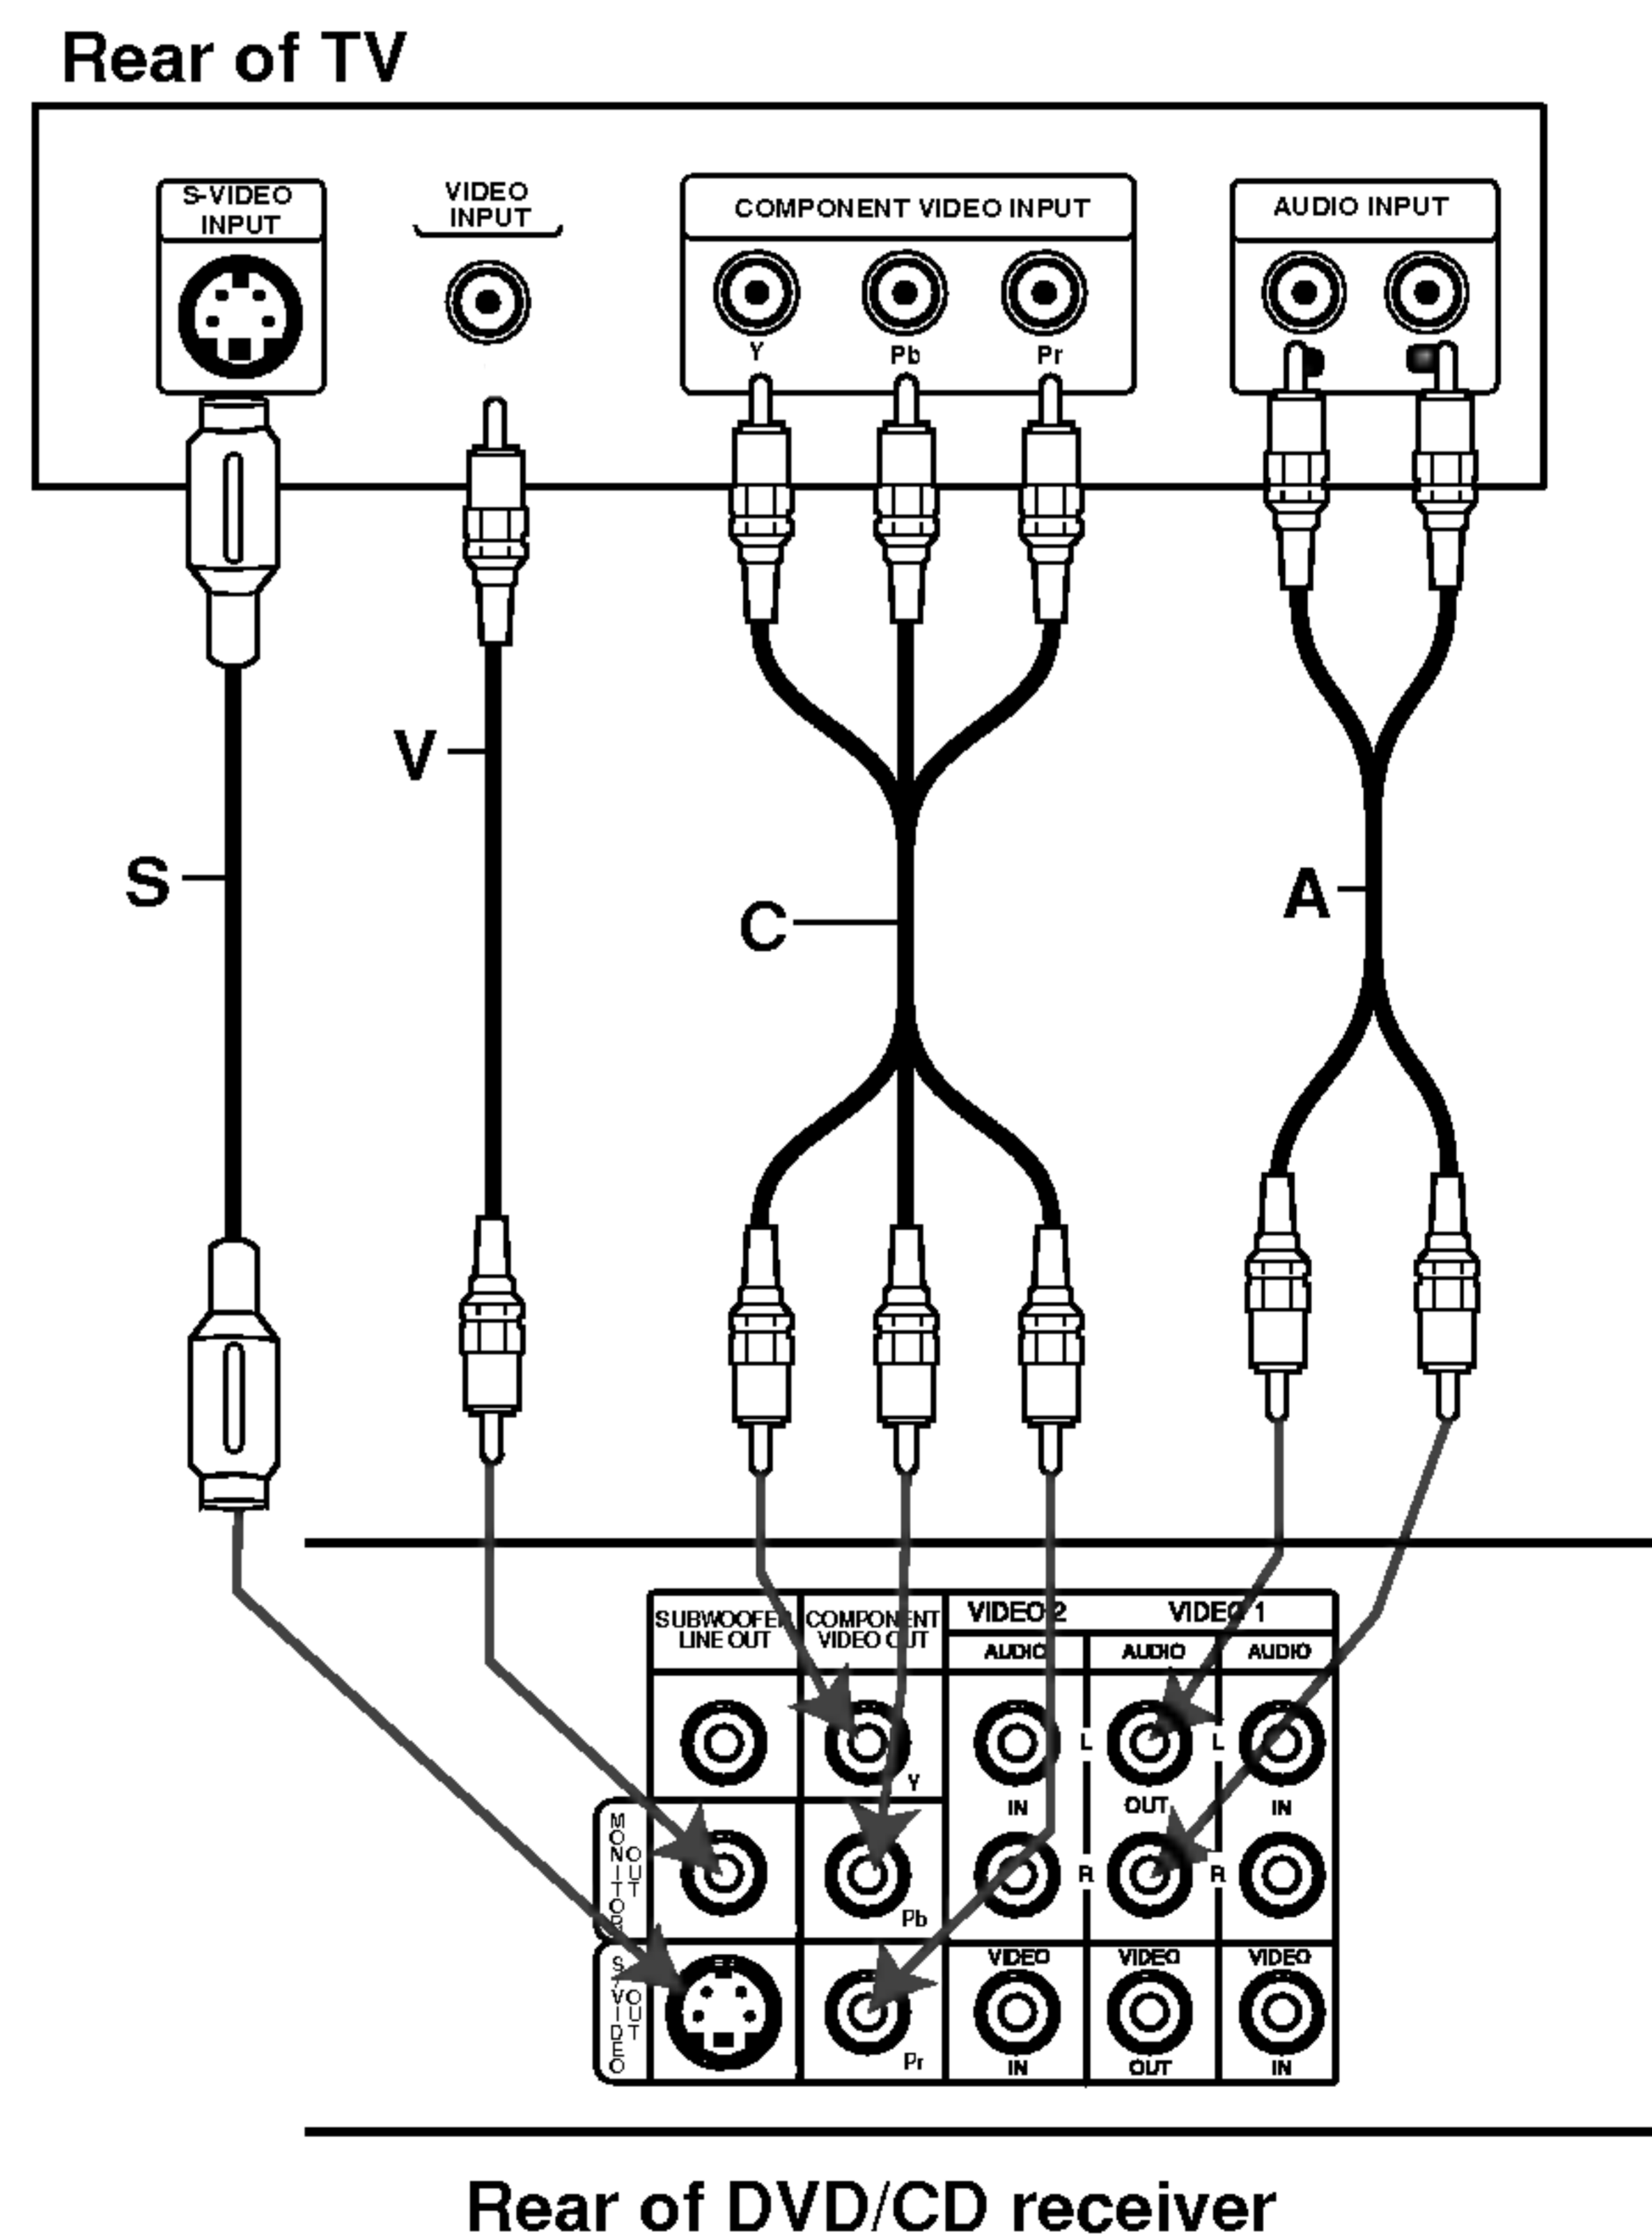 Rear of TV
S-VIDEO
INPUT
VIDEO
INPUT
COMPONENT VIDEO INPUT
AUDIO INPUT
Y
Pb
Pr
V
S
C
A
SUBWOOFER
LINE OUT
COMPONENT
VIDEO OUT
VIDEO 2
VIDEO 1
AUDIO
AUDIO
AUDIO
L
L
Y
IN
OUT
IN
MONITOR
OUT
R
R
Pb
S-VIDEO
OUT
VIDEO
VIDEO
VIDEO
Pr
IN
OUT
IN
Rear of DVD/CD receiver